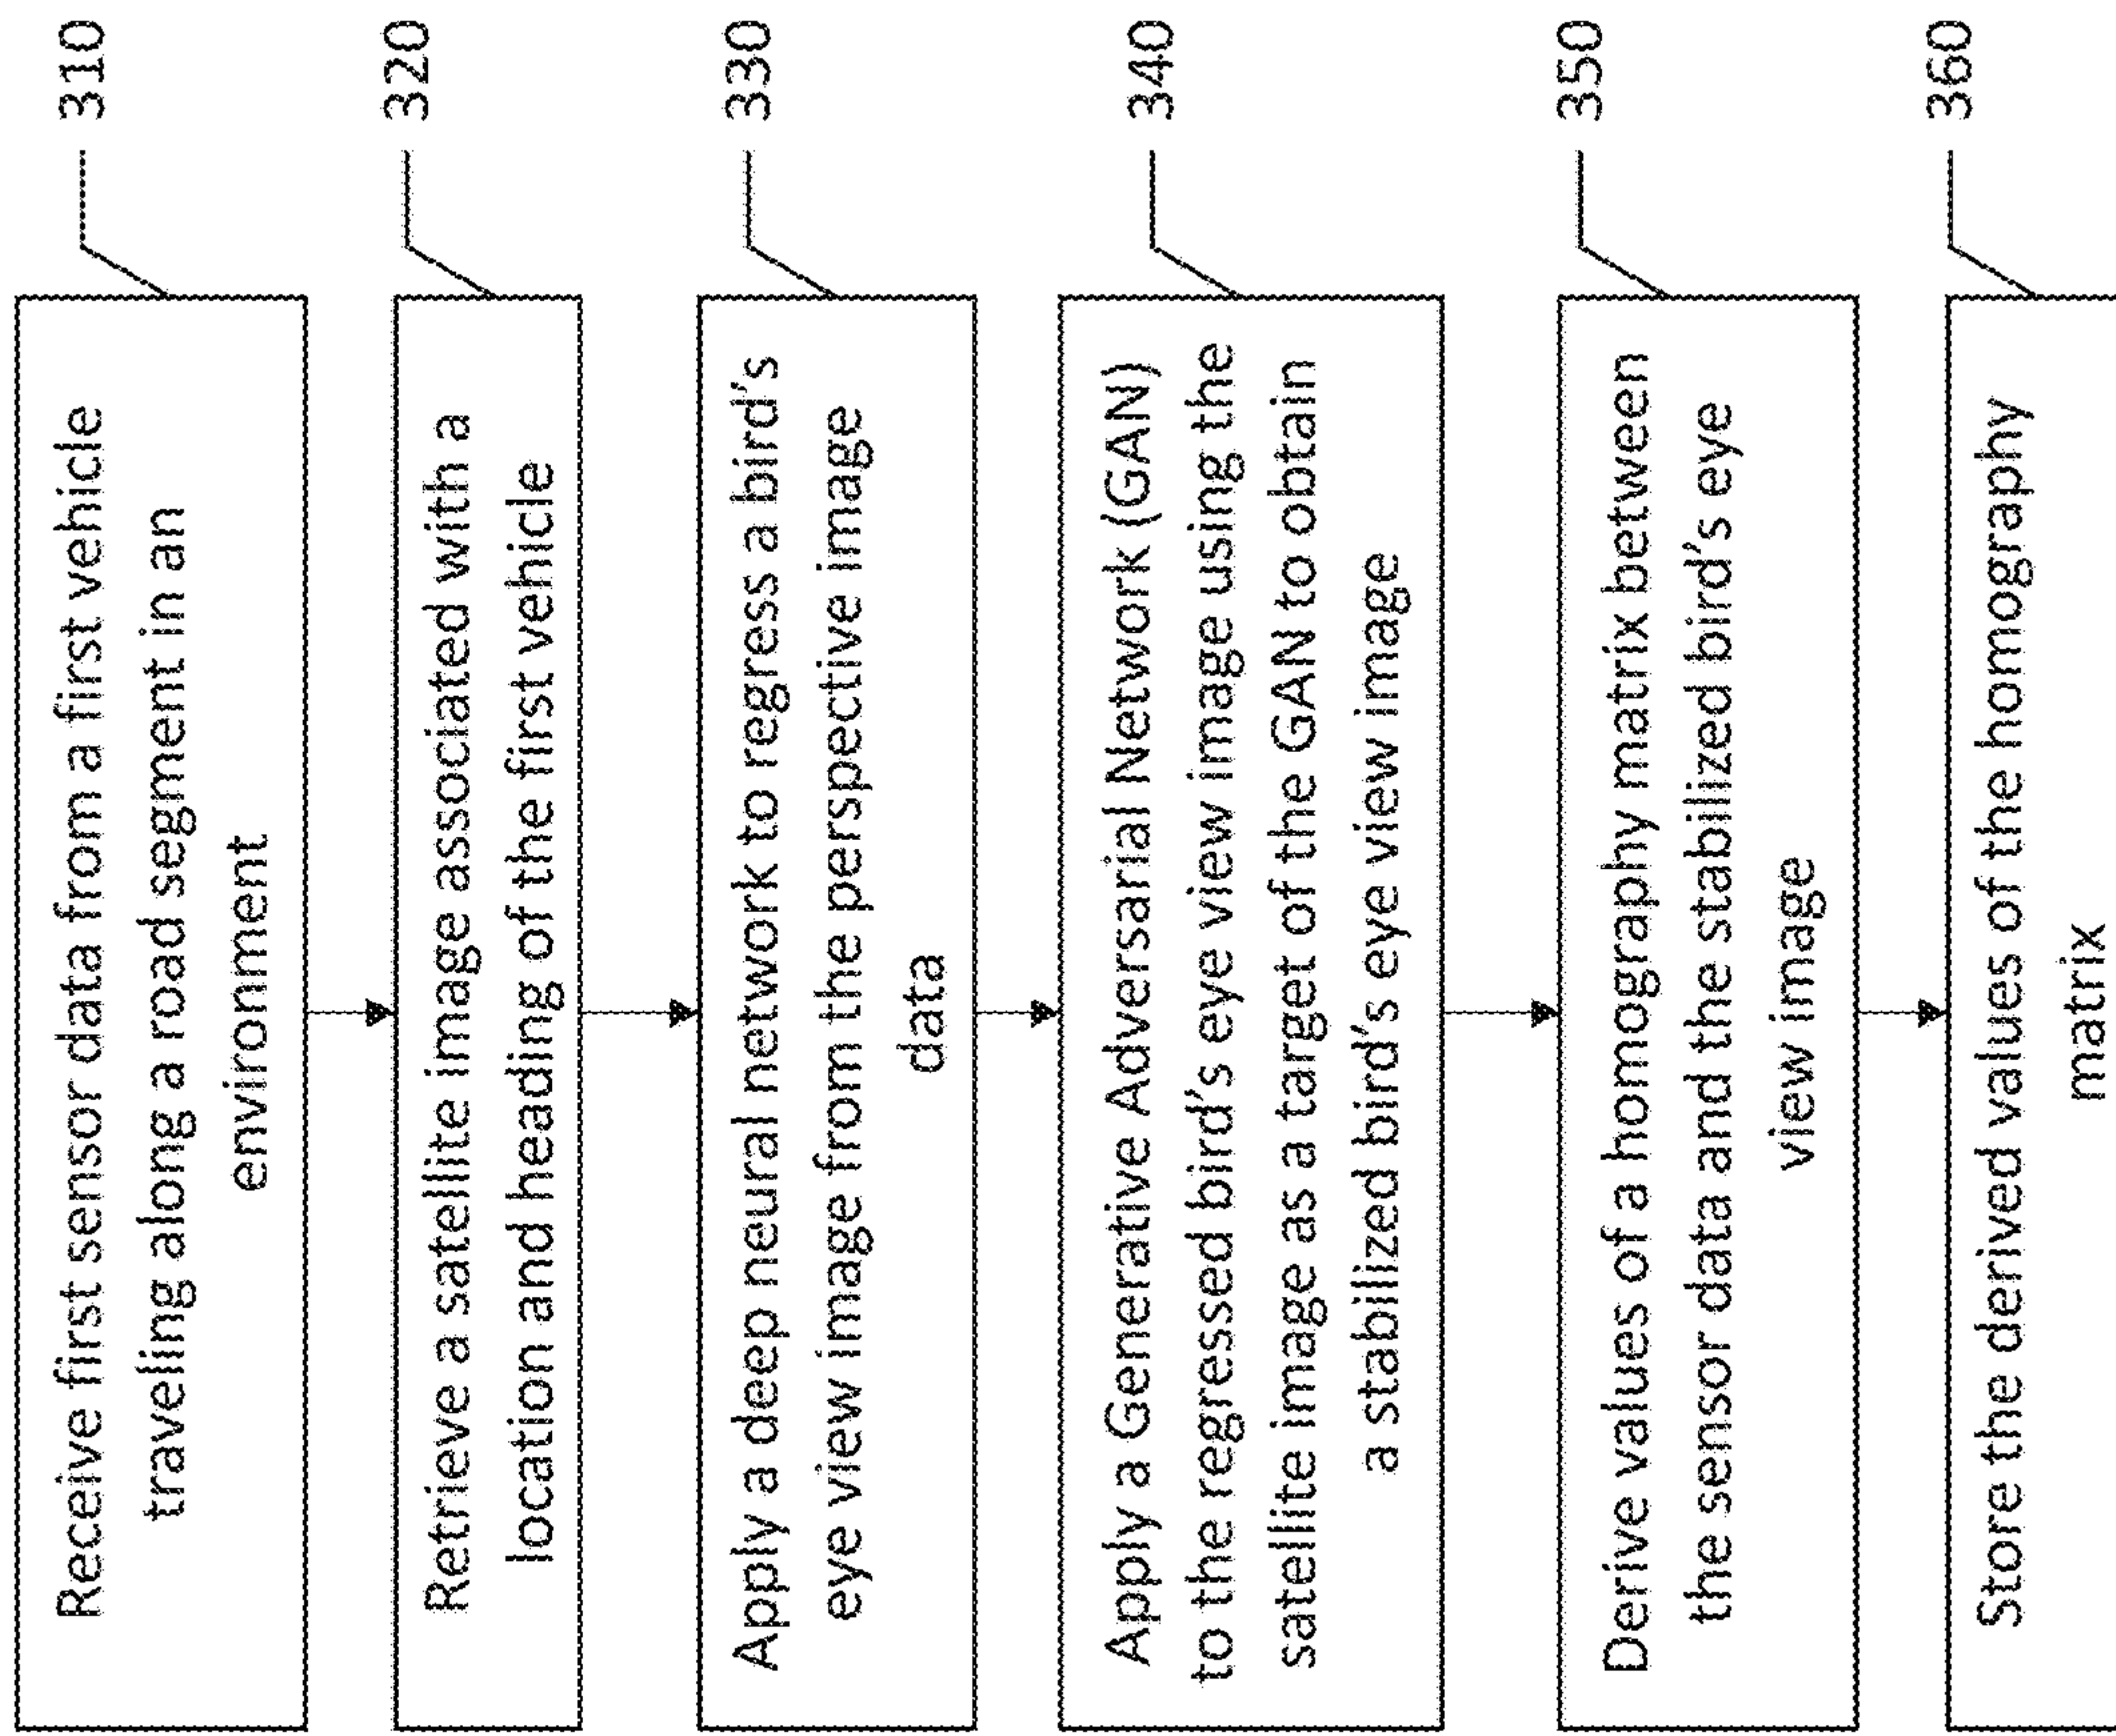 Receive first sensor data from a first vehicle
traveling along a road segment in an
environment
310
Retrieve a satellite image associated with a
location and heading of the first vehicle
320
Apply a deep neural network to regress a bird's
eye view image from the perspective image
data
330
Apply a Generative Adversarial Network (GAN)
to the regressed bird's eye view image using the
satellite image as a target of the GAN to obtain
a stabilized bird's eye view image
340
Derive values of a homography matrix between
the sensor data and the stabilized bird's eye
view image
350
Store the derived values of the homography
matrix
360